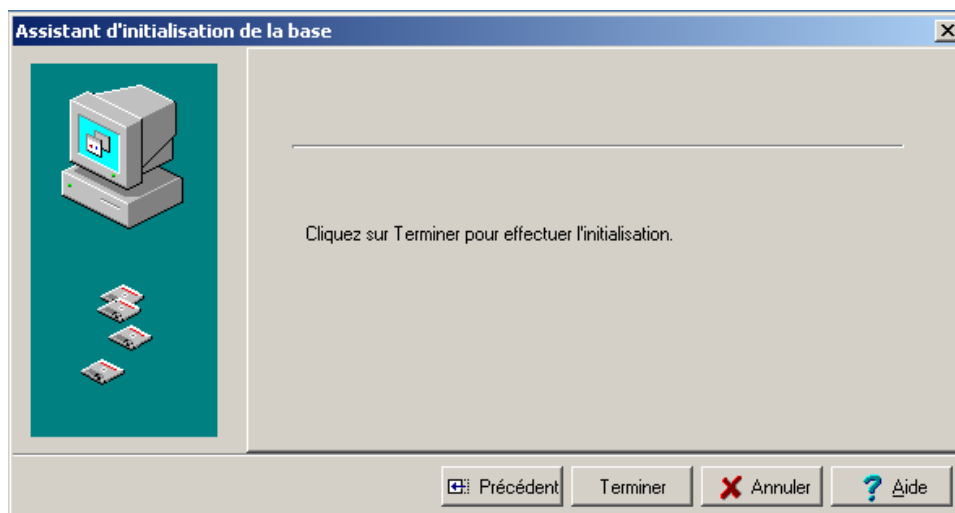 Assistant d'initialisation de la base
Cliquez sur Terminer pour effectuer l'initialisation.
Précédent
Terminer
Annuler
Aide